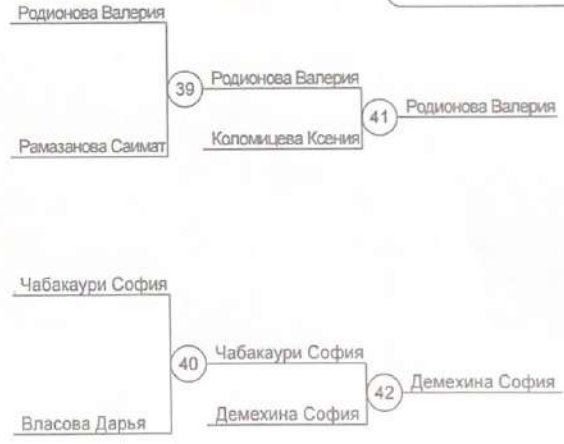 Родионова Валерия
39
Родионова Валерия
41
Родионова Валерия
Рамазанова Саимат
Коломицева Ксения
Чабакаури София
40
Чабакаури София
42
Демехина София
Власова Дарья
Демехина София